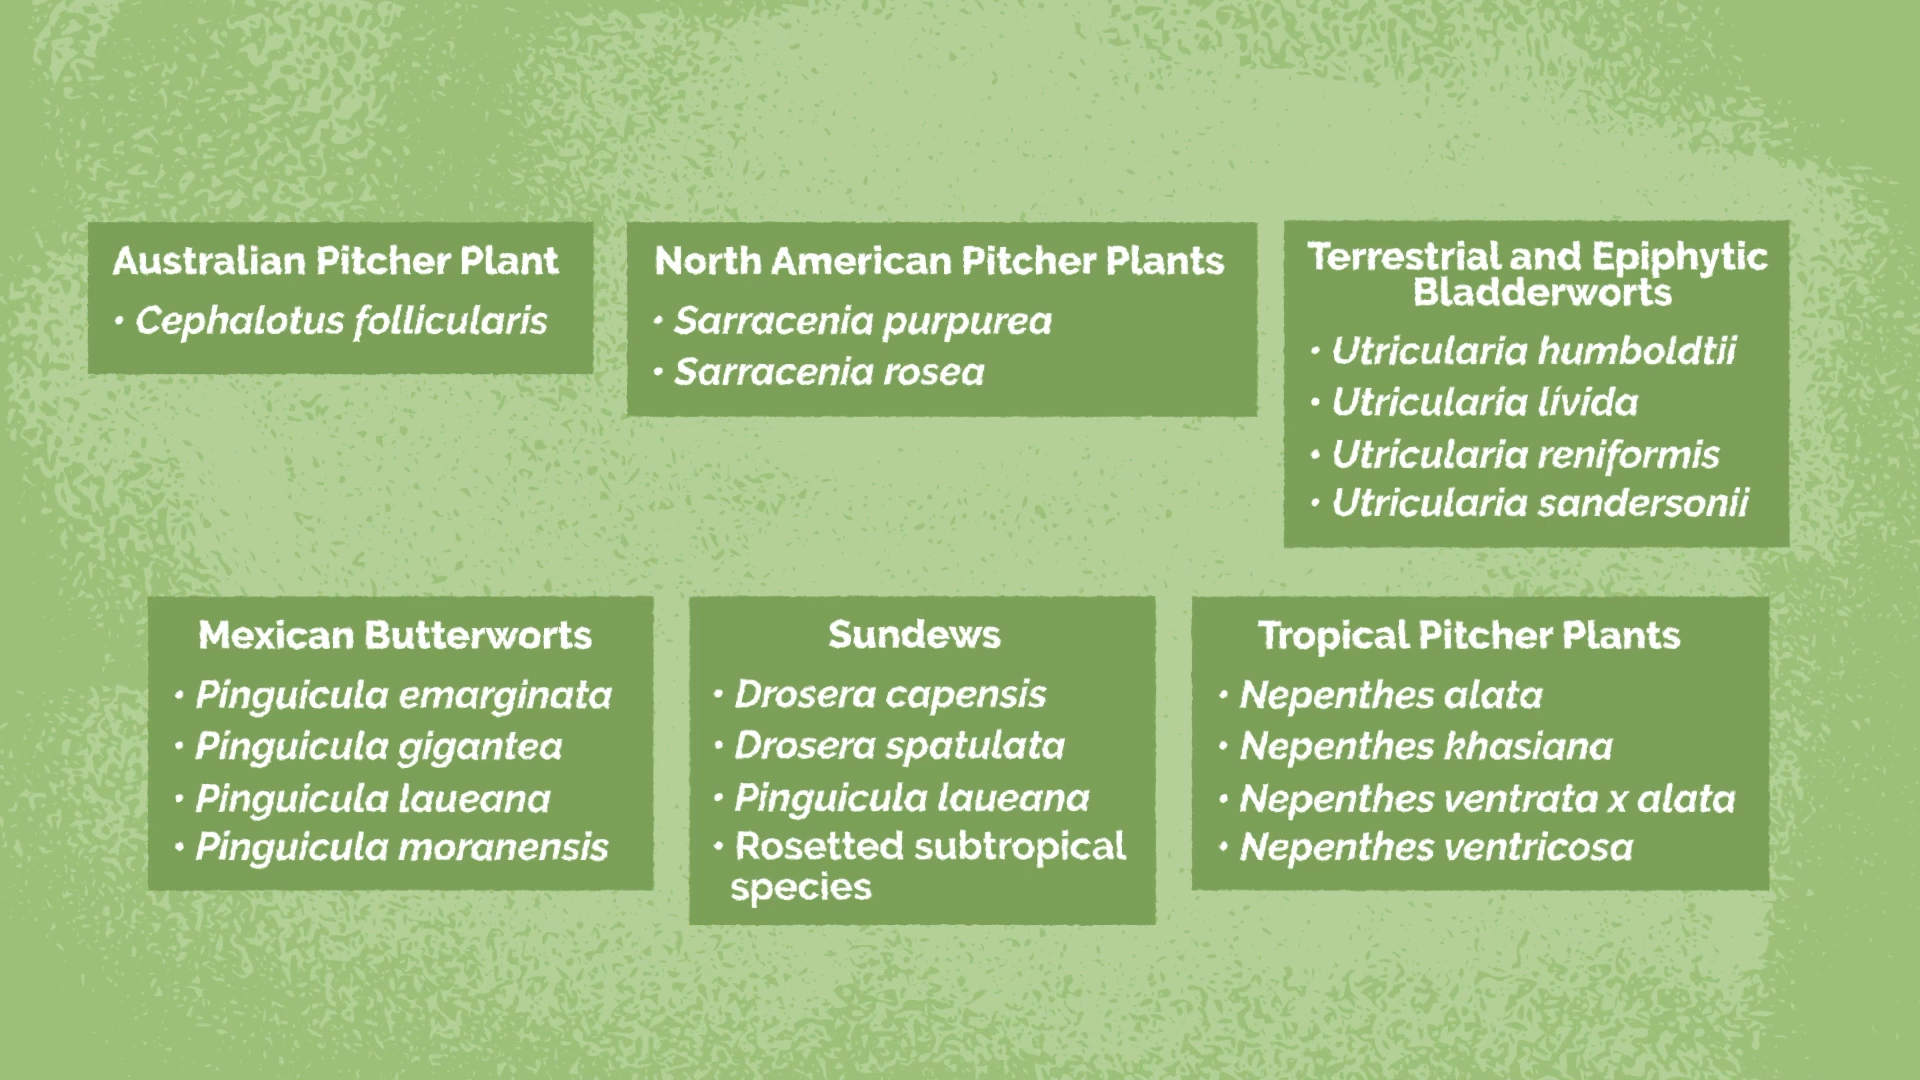 Australian Pitcher Plant
• Cephalotus follicularis
North American Pitcher Plants
• Sarracenia purpurea
• Sarracenia rosea
Terrestrial and Epiphytic
Bladderworts
• Utricularia humboldtii
• Utricularia lívida
• Utricularia reniformis
• Utricularia sandersonii
Mexican Butterworts
• Pinguicula emarginata
• Pinguicula gigantea
• Pinguicula laueana
• Pinguicula moranensis
Sundews
• Drosera capensis
• Drosera spatulata
• Pinguicula laueana
• Rosetted subtropical
species
Tropical Pitcher Plants
• Nepenthes alata
• Nepenthes khasiana
• Nepenthes ventrata x alata
• Nepenthes ventricosa